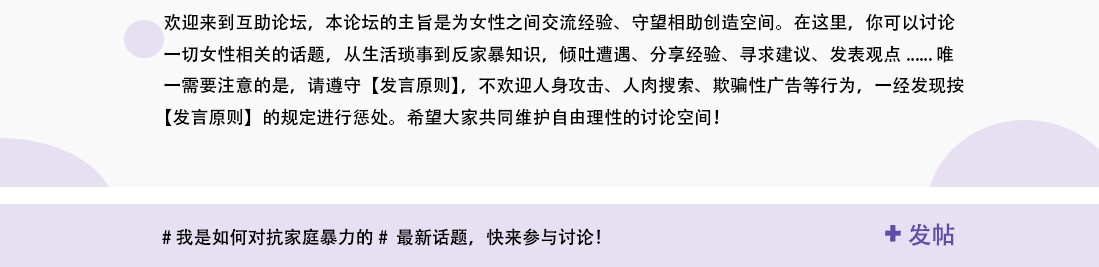 欢迎来到互助论坛，本论坛的主旨是为女性之间交流经验、守望相助创造空间。在这里，你可以讨论
一切女性相关的话题，从生活琐事到反家暴知识，倾吐遭遇、分享经验、寻求建议、发表观点 ...... 唯
一需要注意的是，请遵守【发言原则】，不欢迎人身攻击、人肉搜索、欺骗性广告等行为，一经发现按
【发言原则】的规定进行惩处。希望大家共同维护自由理性的讨论空间！
# 我是如何对抗家庭暴力的 # 最新话题，快来参与讨论！
✚ 发帖